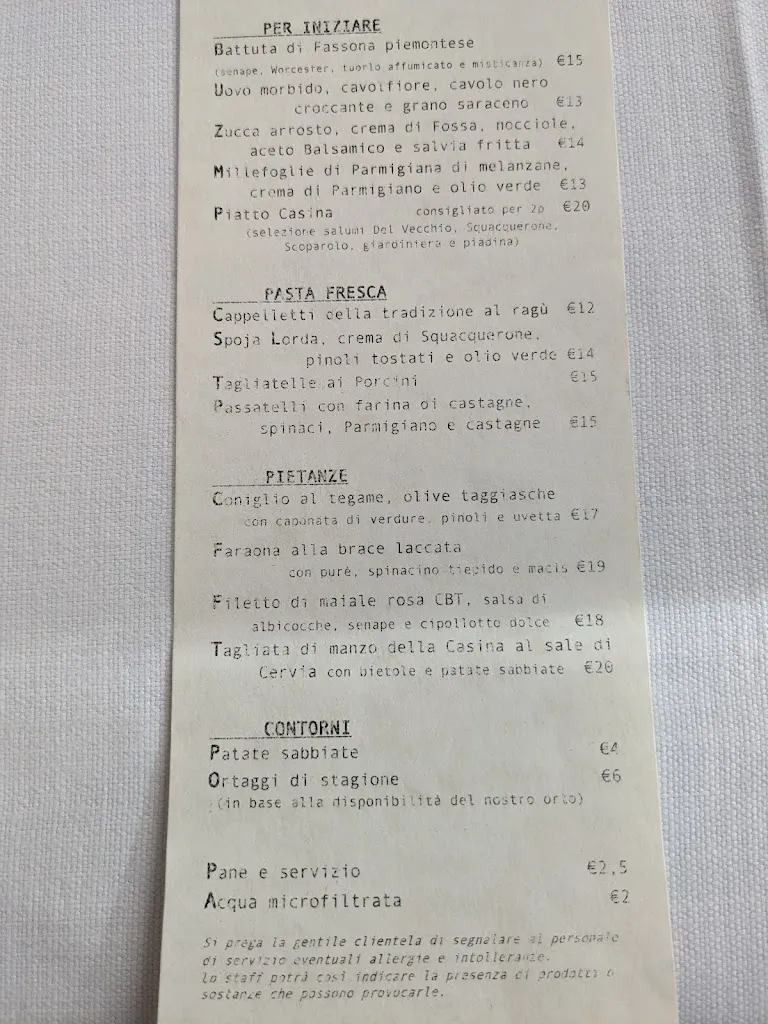 PER INIZIARE
Battuta di Fassona piemontese
(senape, Worcester, tuorlo affumicato e misticanza) €15
Uovo morbido, cavolfiore, cavolo nero
croccante e grano saraceno €13
Zucca arrosto, crema di Fossa, nocciole,
aceto Balsamico e salvia fritta €14
Millefoglie di Parmigiana di melanzane,
crema di Parmigiano e olio verde €13
Piatto Casina consigliato per 2p €20
(selezione salumi Del Vecchio, Squacquerone,
Scoparolo, giardiniera e piadina)
PASTA FRESCA
Cappelletti della tradizione al ragù €12
Spoja Lorda, crema di Squacquerone,
pinoli tostati e olio verde €14
Tagliatelle ai Porcini €15
Passatelli con farina di castagne,
spinaci, Parmigiano e castagne €15
PIETANZE
Coniglio al tegame, olive taggiasche
con caponata di verdure, pinoli e uvetta €17
Faraona alla brace laccata
con purè, spinacino tiepido e macis €19
Filetto di maiale rosa CBT, salsa di
albicocche, senape e cipollotto dolce €18
Tagliata di manzo della Casina al sale di
Cervia con bietole e patate sabbiate €20
CONTORNI
Patate sabbiate €4
Ortaggi di stagione €6
(in base alla disponibilità del nostro orto)
Pane e servizio €2,5
Acqua microfiltrata €2
Si prega la gentile clientela di segnalare al personale
di servizio eventuali allergie e intolleranze.
Lo staff potrà così indicare la presenza di prodotti o
sostanze che possono provocarle.